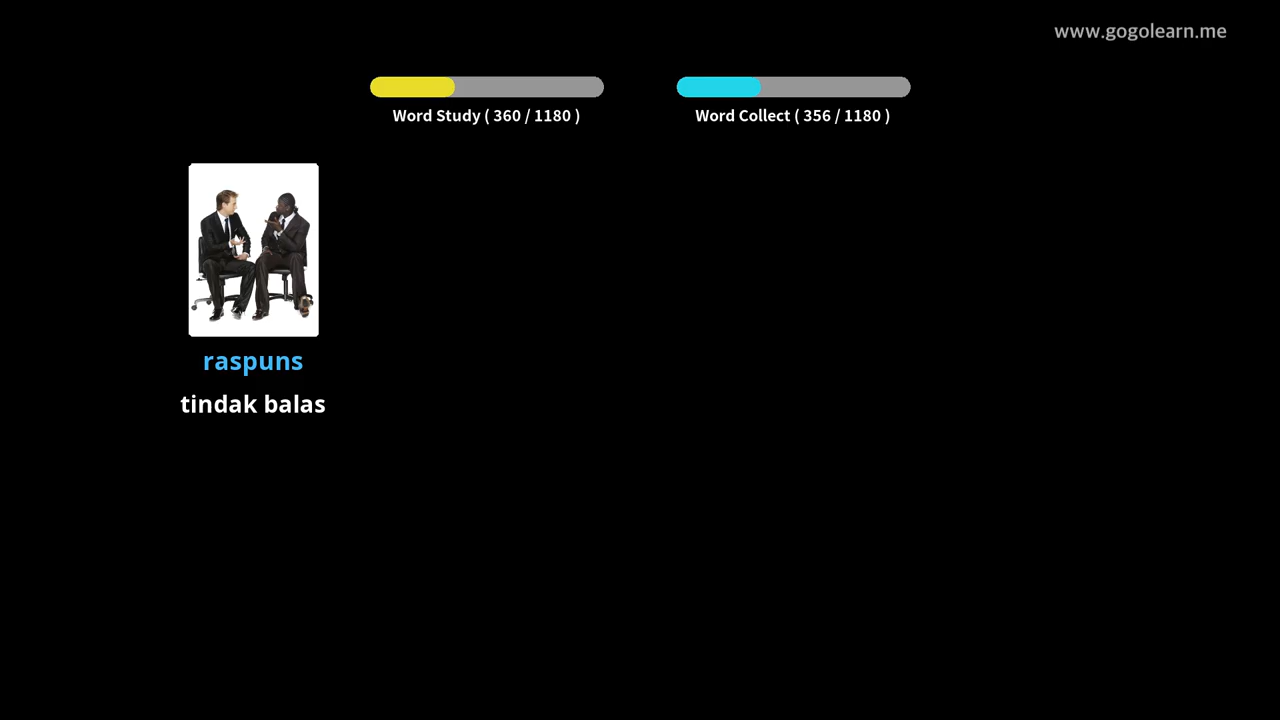 www.gogolearn.me
Word Study ( 360 / 1180 )
Word Collect ( 356 / 1180 )
raspuns
tindak balas